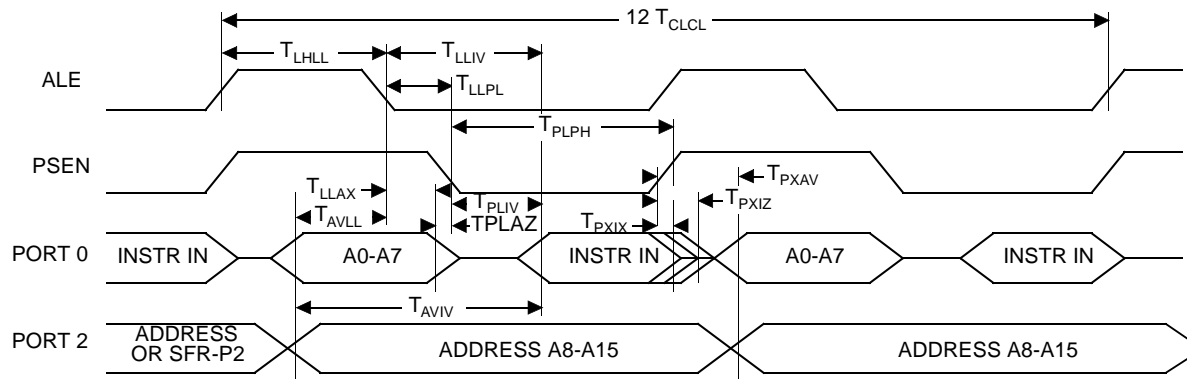 12 TCLCL
TLHLL
TLLIV
ALE
TLLPL
TPLPH
PSEN
TLLAX
TPXAV
TPLIV
TPXIZ
TAVLL
TPLAZ
TPXIX
PORT 0
INSTR IN
A0-A7
INSTR IN
A0-A7
INSTR IN
TAVIV
PORT 2
ADDRESS
OR SFR-P2
ADDRESS A8-A15
ADDRESS A8-A15